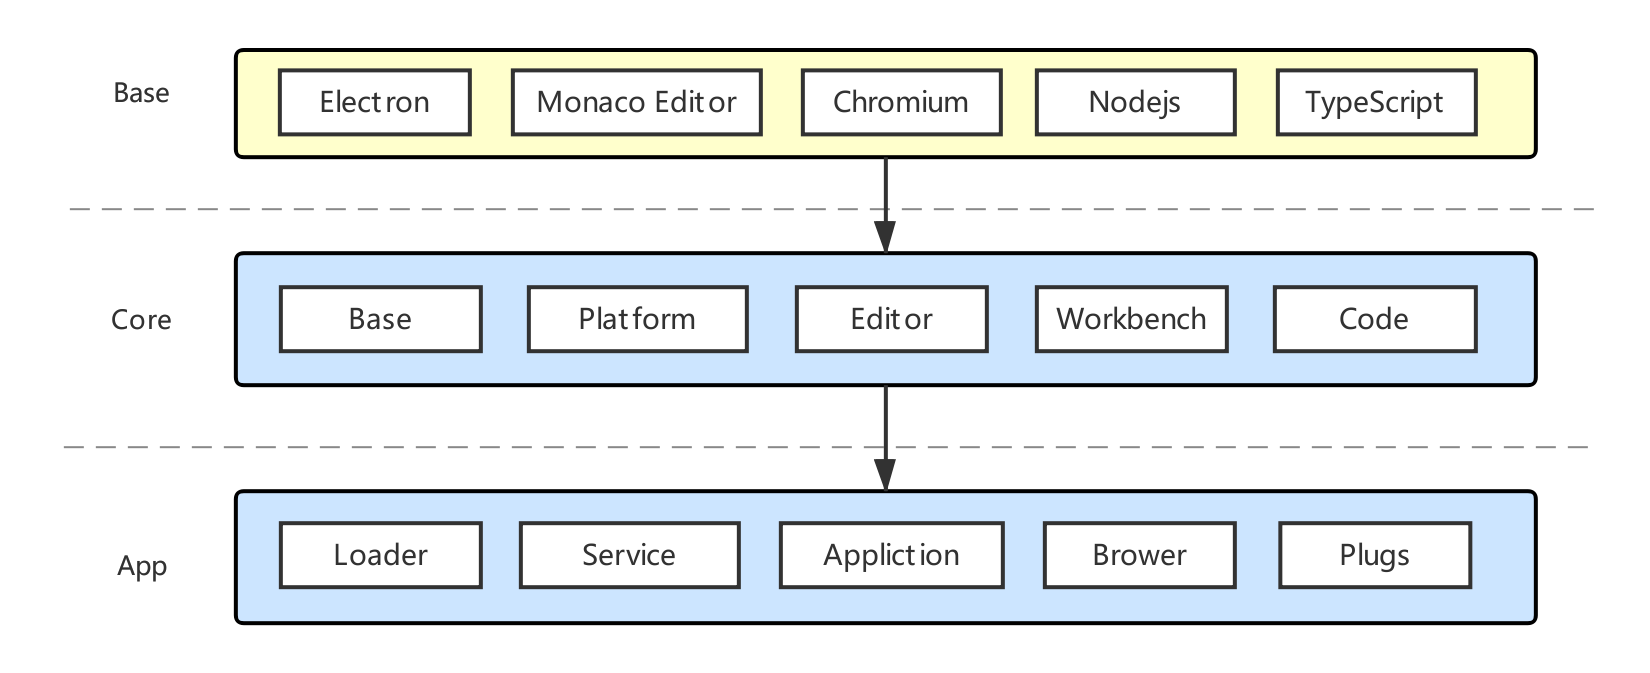 Base
Electron
Monaco Editor
Chromium
Nodejs
TypeScript
Core
Base
Platform
Editor
Workbench
Code
App
Loader
Service
Appliction
Brower
Plugs